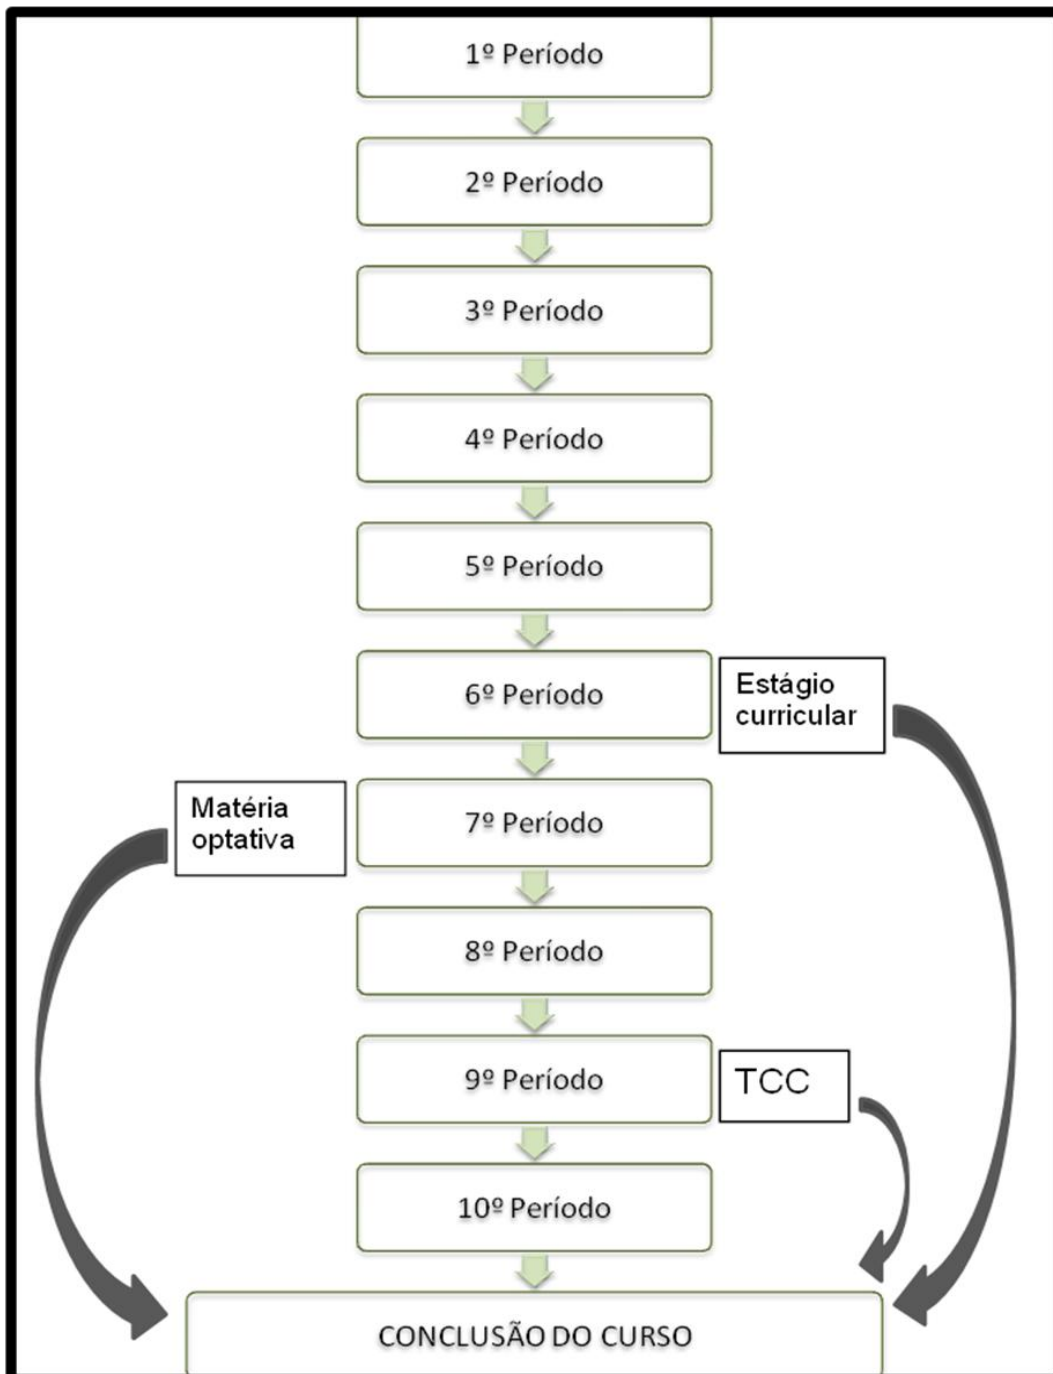 1º Período
2º Período
3º Período
4º Período
5º Período
6º Período
Estágio
curricular
Matéria
optativa
7º Período
8º Período
9º Período
TCC
10º Período
CONCLUSÃO DO CURSO